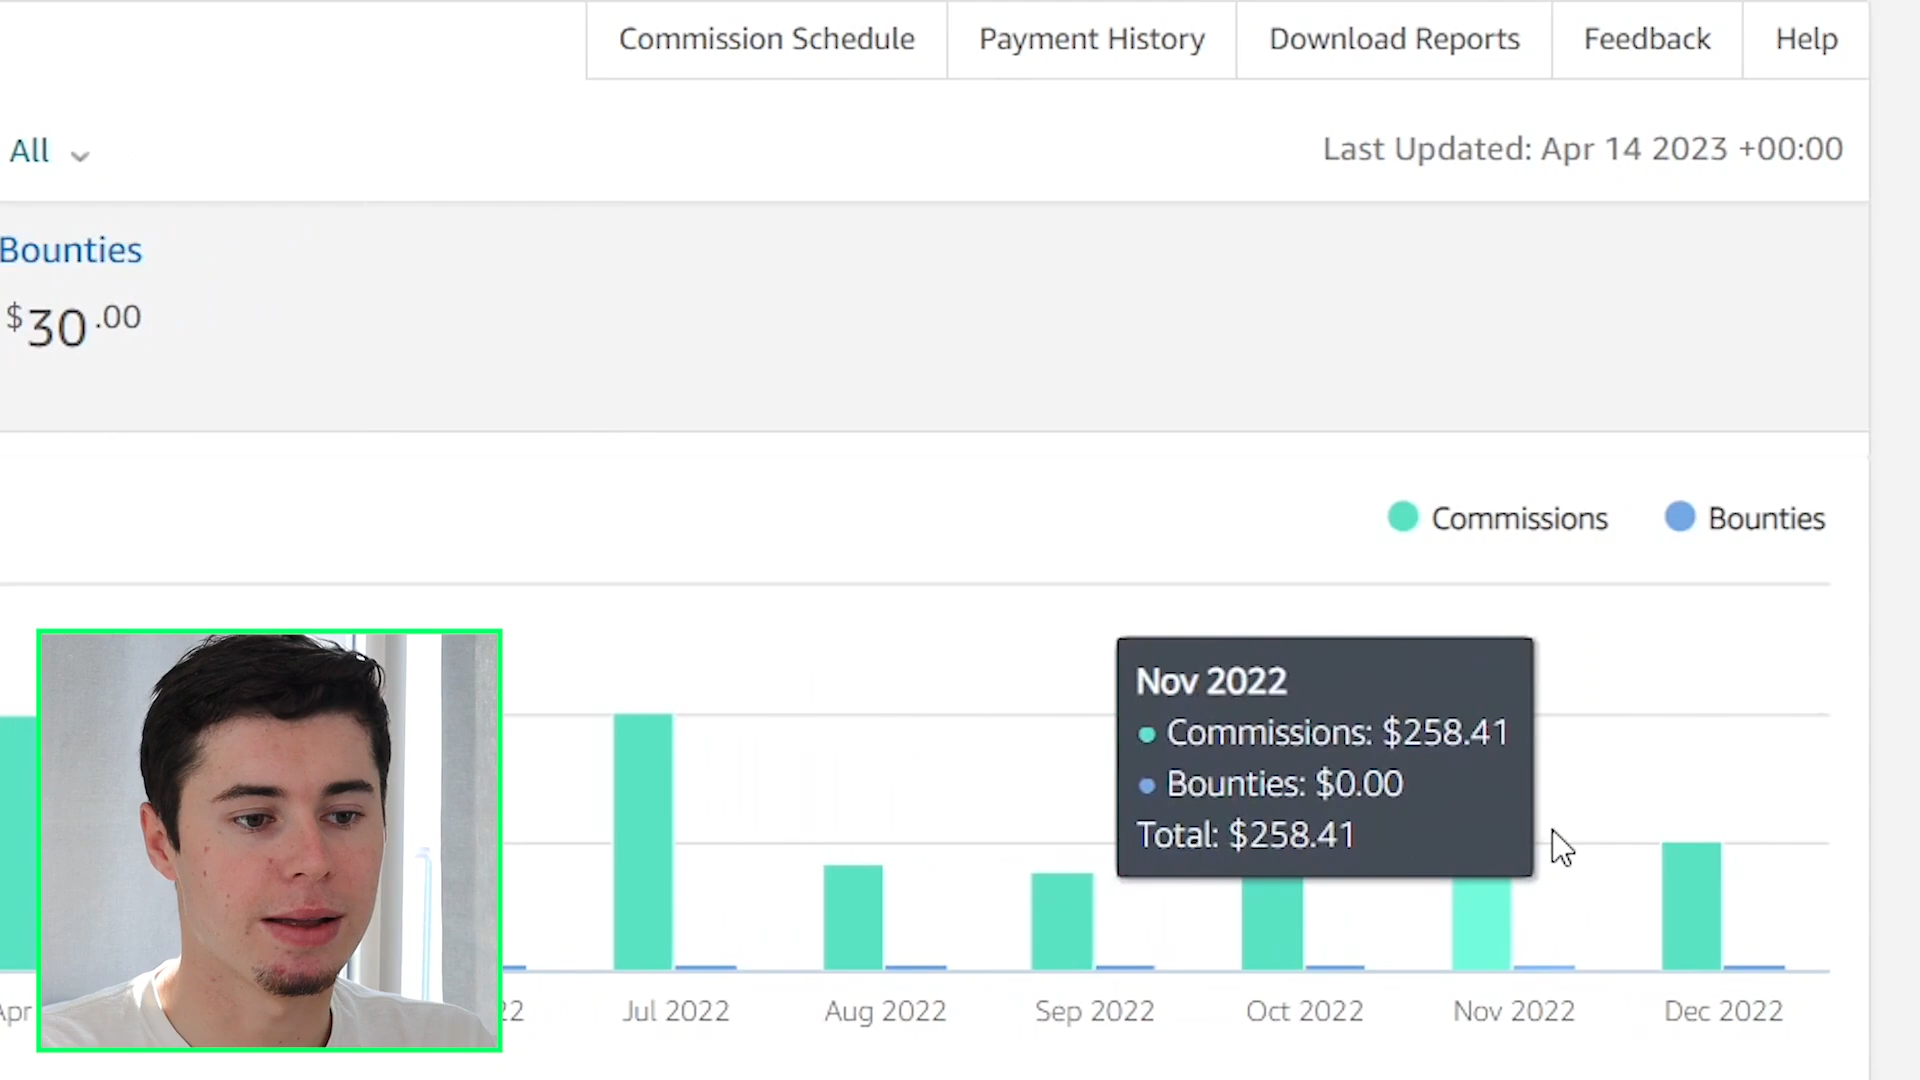 Commission Schedule
Payment History
Download Reports
Feedback
Help
All
Last Updated: Apr 14 2023 +00:00
Bounties
$30.00
Commissions
Bounties
Nov 2022
Commissions: $258.41
Bounties: $0.00
Total: $258.41
Apr
22
Jul 2022
Aug 2022
Sep 2022
Oct 2022
Nov 2022
Dec 2022